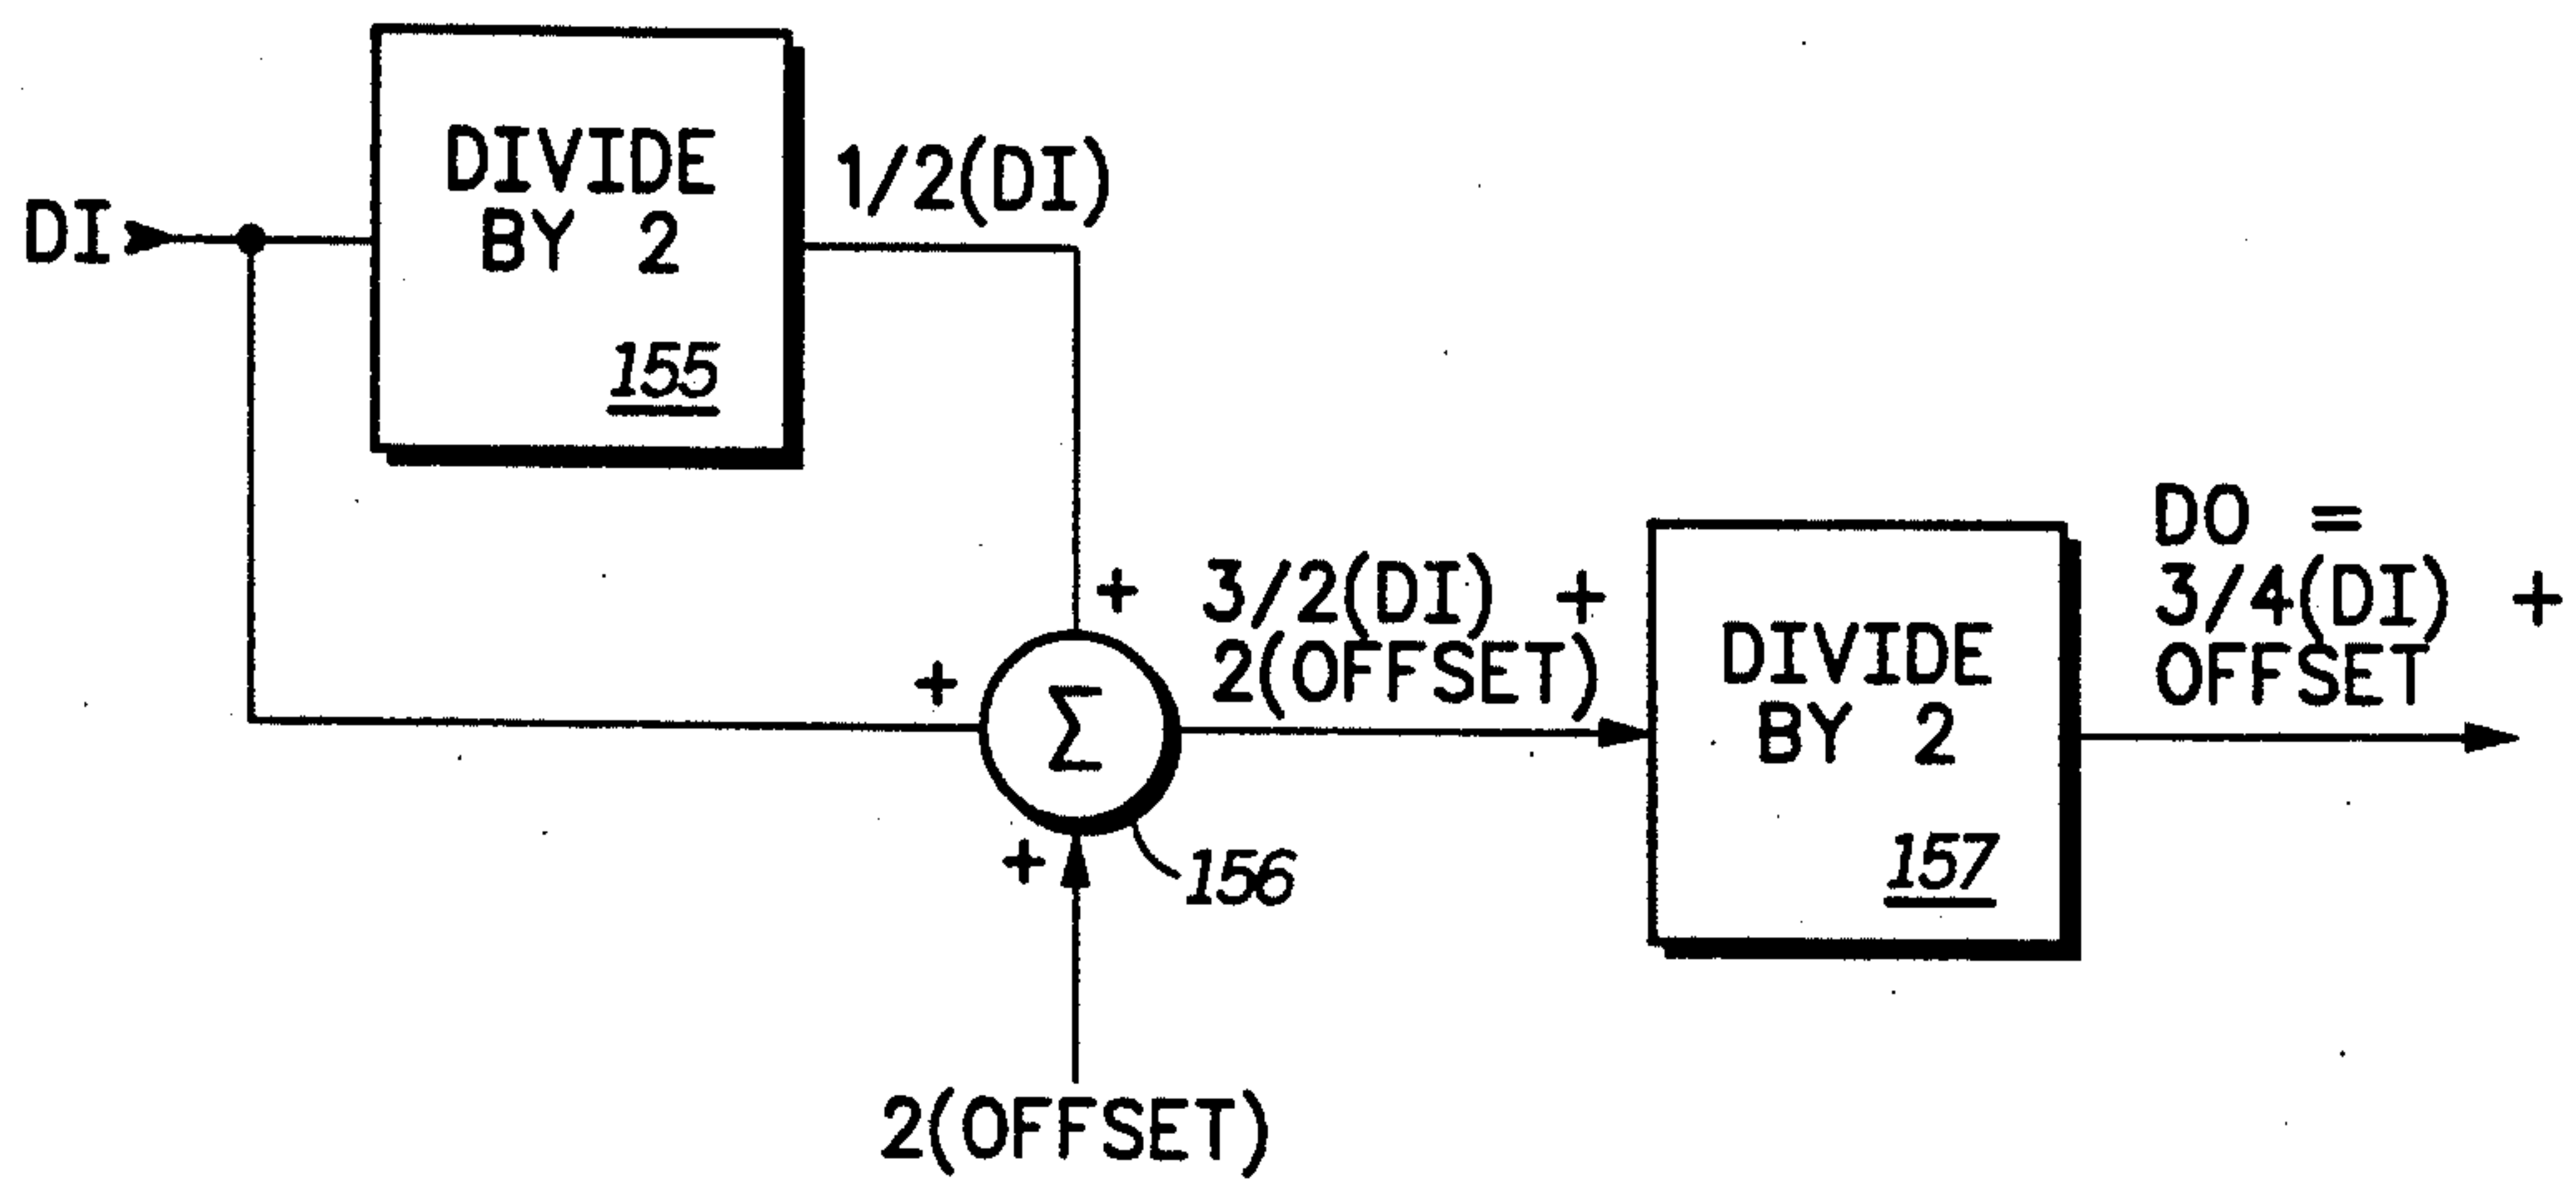 DI
DIVIDE
BY 2
155
1/2(DI)
+
+
Σ
+
156
2(OFFSET)
3/2(DI) +
2(OFFSET)
DIVIDE
BY 2
157
DO =
3/4(DI) +
OFFSET